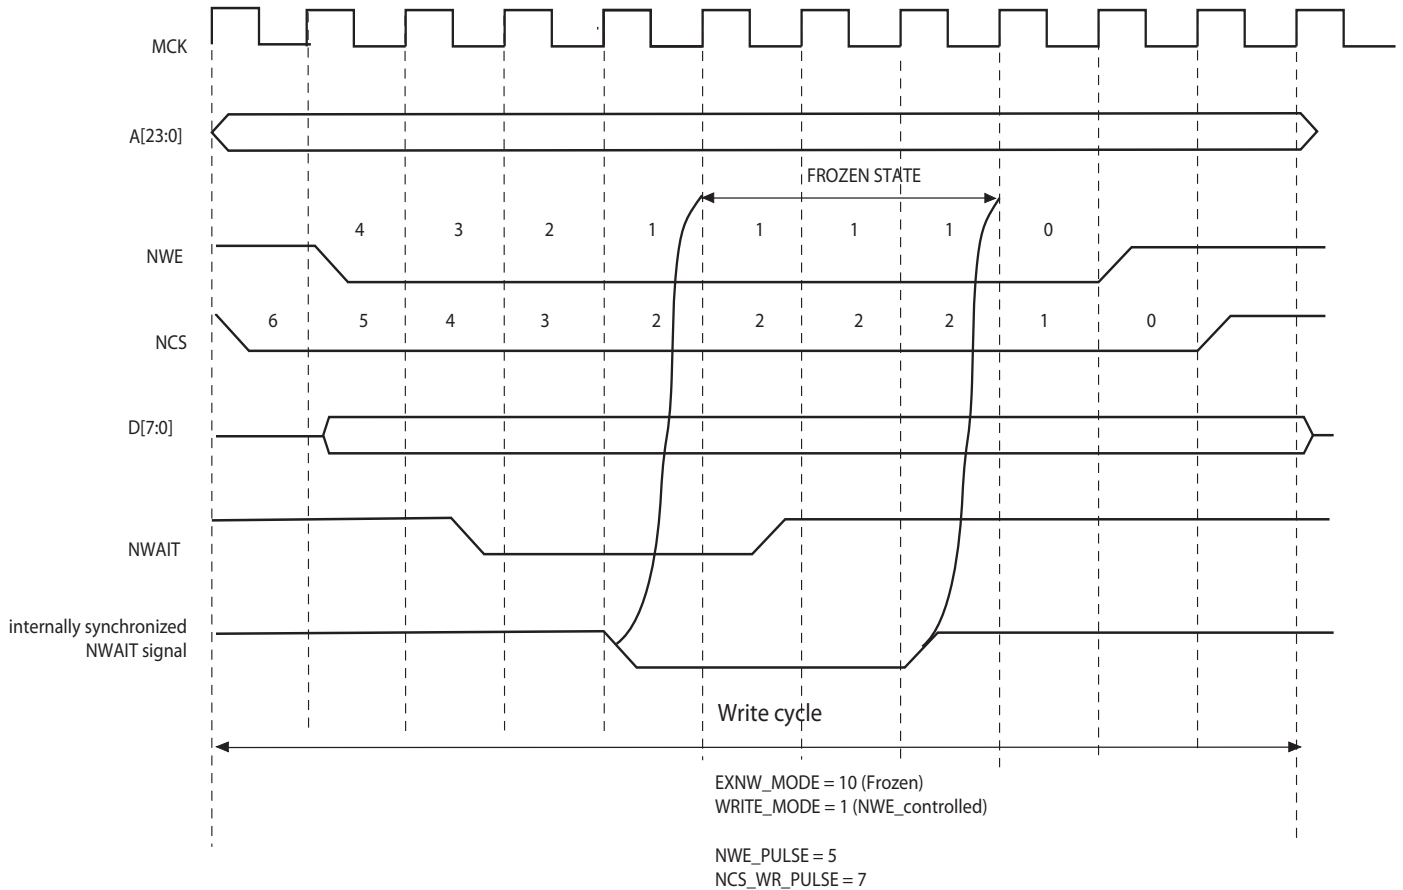 MCK
A[23:0]
FROZEN STATE
4 3 2 1 1 1 1 0
NWE
6 5 4 3 2 2 2 2 1 0
NCS
D[7:0]
NWAIT
internally synchronized
NWAIT signal
Write cycle
EXNW_MODE = 10 (Frozen)
WRITE_MODE = 1 (NWE_controlled)
NWE_PULSE = 5
NCS_WR_PULSE = 7